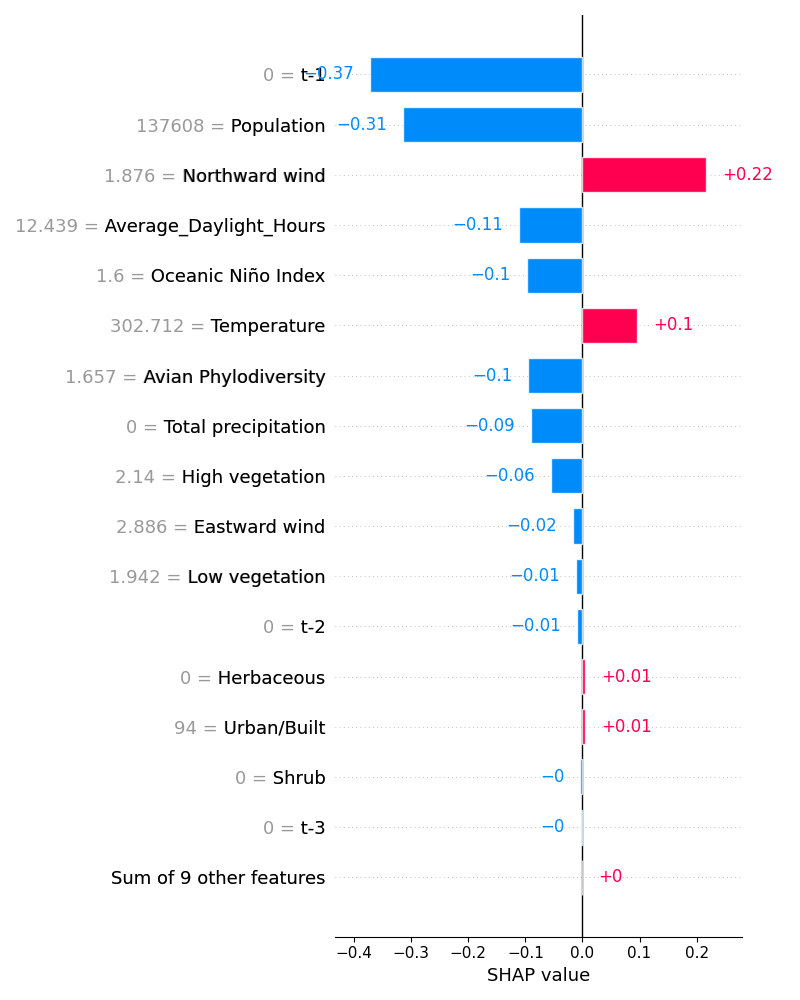 0 = t-1 −0.37
137608 = Population −0.31
1.876 = Northward wind +0.22
12.439 = Average_Daylight_Hours −0.11
1.6 = Oceanic Niño Index −0.1
302.712 = Temperature +0.1
1.657 = Avian Phylodiversity −0.1
0 = Total precipitation −0.09
2.14 = High vegetation −0.06
2.886 = Eastward wind −0.02
1.942 = Low vegetation −0.01
0 = t-2 −0.01
0 = Herbaceous +0.01
94 = Urban/Built +0.01
0 = Shrub −0
0 = t-3 −0
Sum of 9 other features +0
−0.4 −0.3 −0.2 −0.1 0.0 0.1 0.2
SHAP value